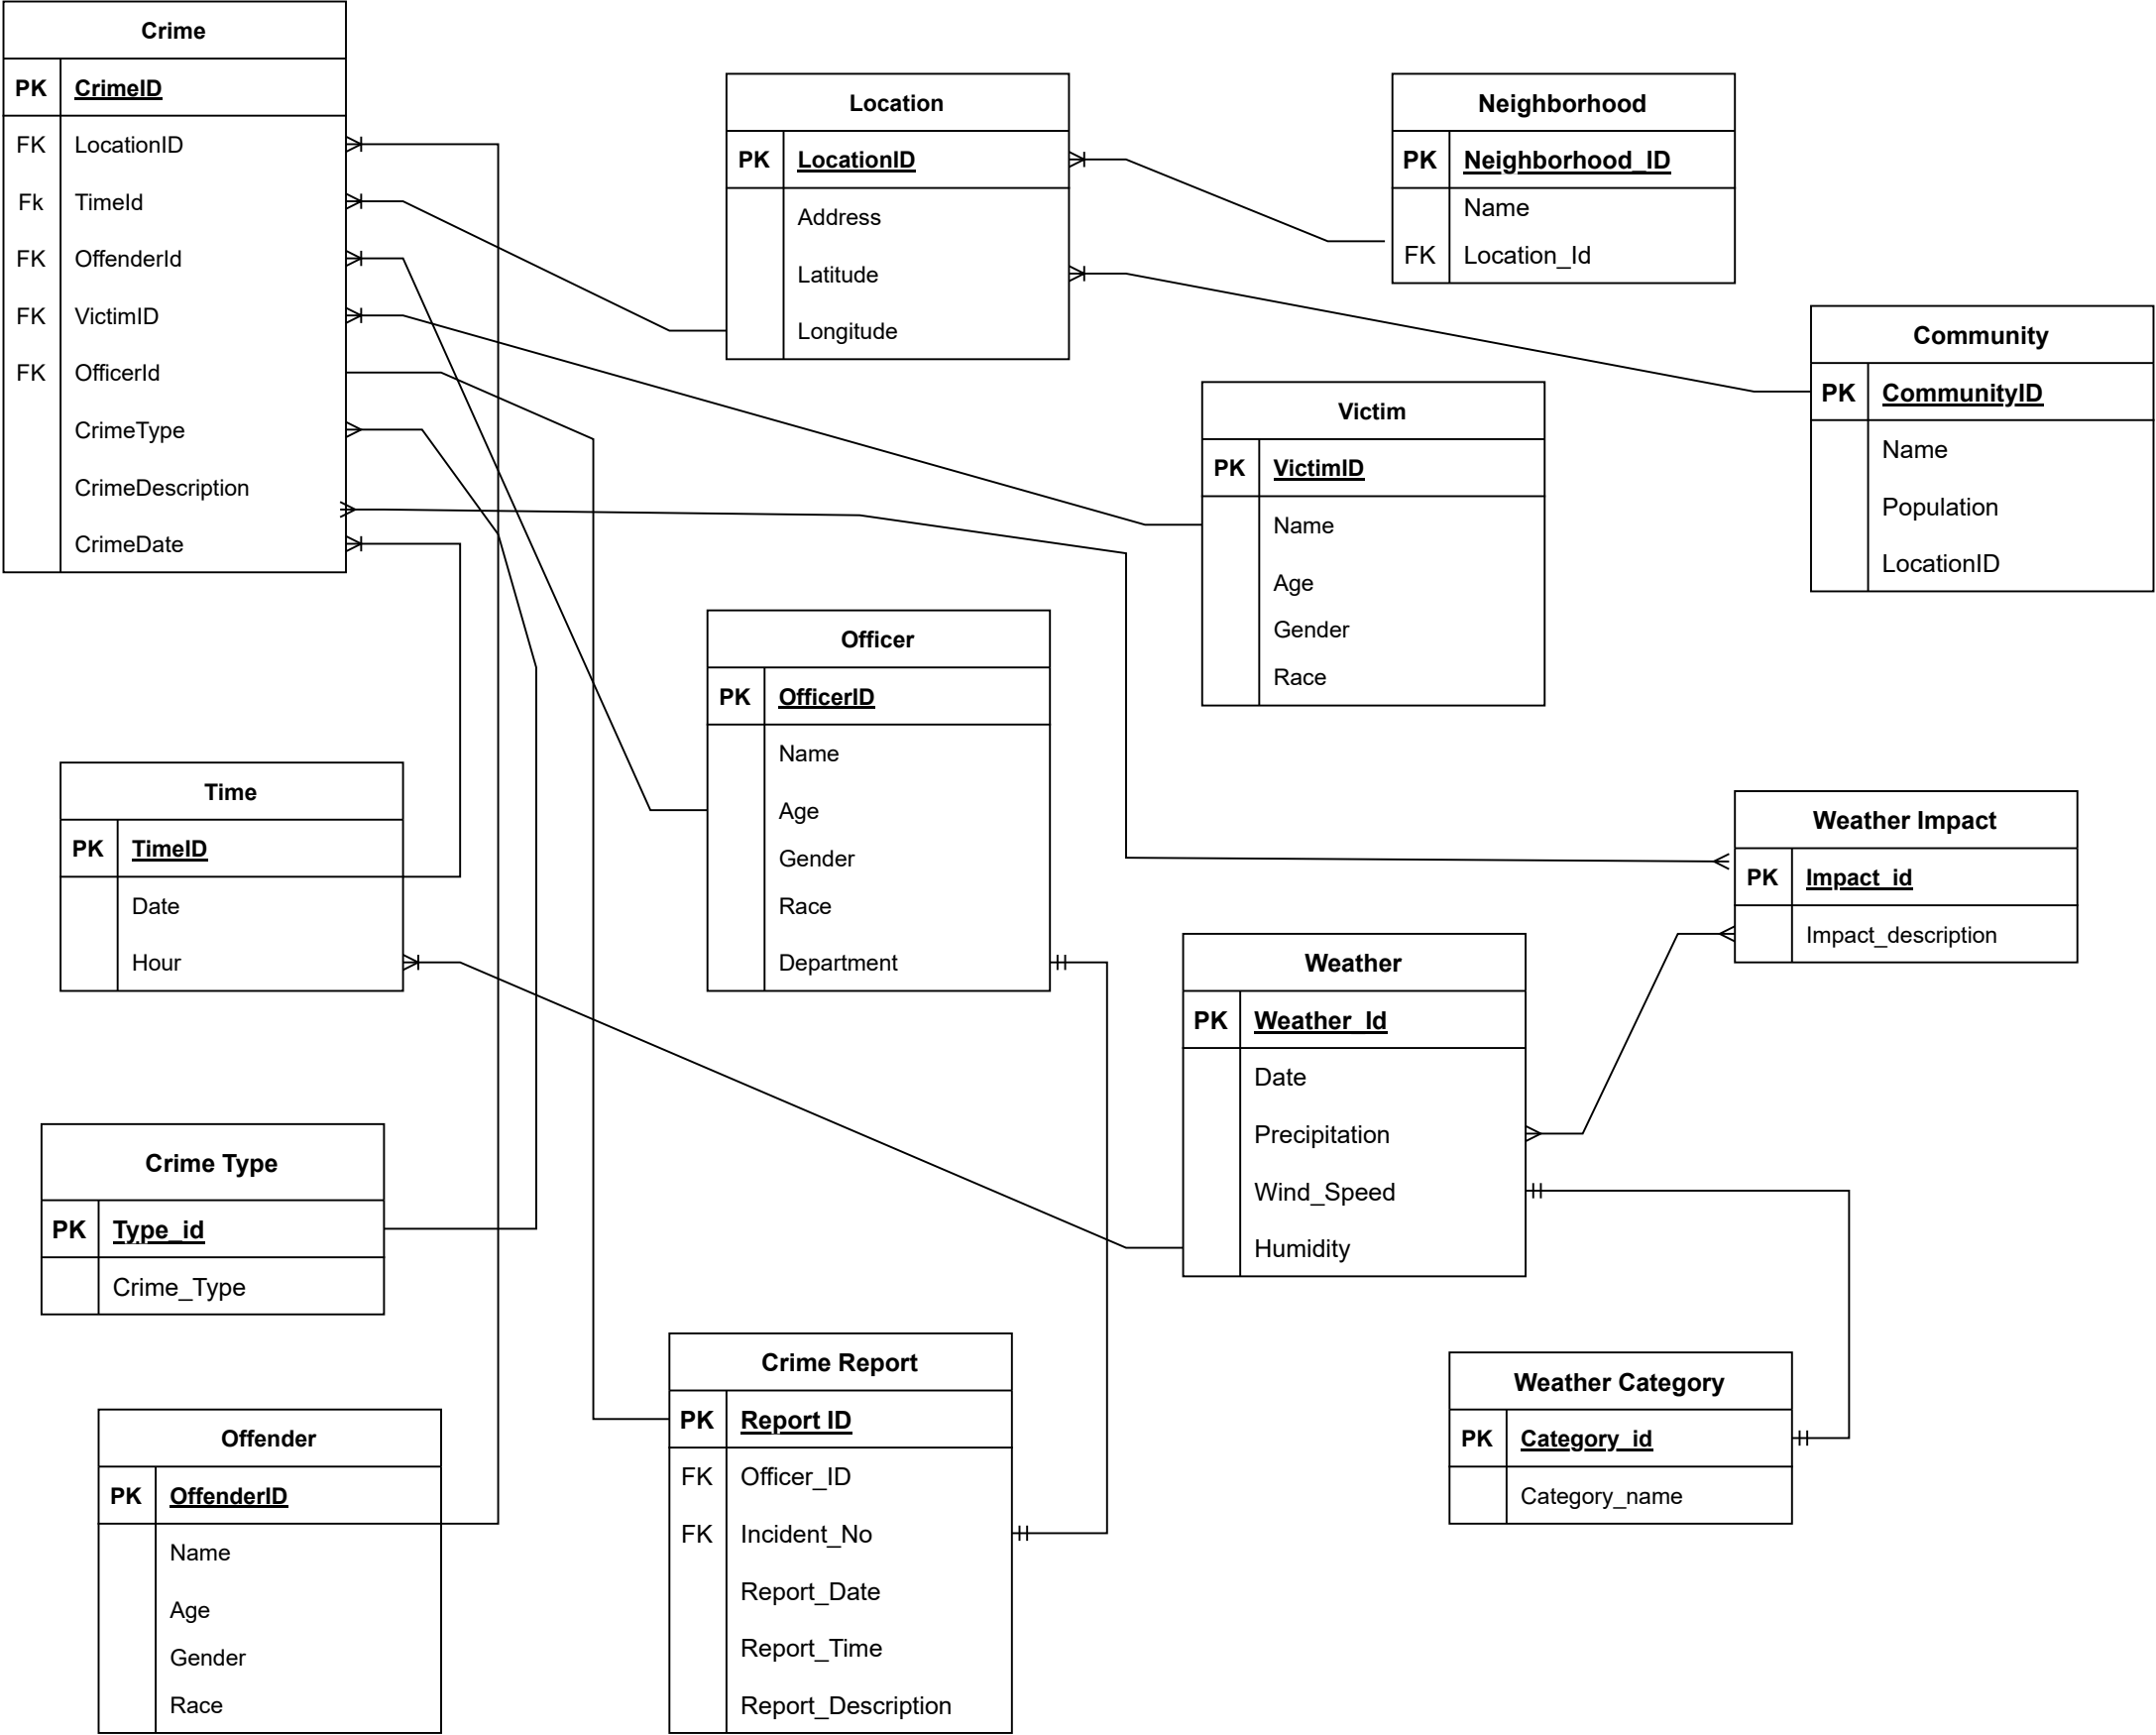 Crime
PK CrimeID
FK LocationID
Fk TimeId
FK OffenderId
FK VictimID
FK OfficerId
CrimeType
CrimeDescription
CrimeDate
Location
PK LocationID
Address
Latitude
Longitude
Neighborhood
PK Neighborhood_ID
Name
FK Location_Id
Community
PK CommunityID
Name
Population
LocationID
Victim
PK VictimID
Name
Age
Gender
Race
Officer
PK OfficerID
Name
Age
Gender
Race
Department
Time
PK TimeID
Date
Hour
Weather Impact
PK Impact_id
Impact_description
Weather
PK Weather_Id
Date
Precipitation
Wind_Speed
Humidity
Crime Type
PK Type_id
Crime_Type
Crime Report
PK Report ID
FK Officer_ID
FK Incident_No
Report_Date
Report_Time
Report_Description
Weather Category
PK Category_id
Category_name
Offender
PK OffenderID
Name
Age
Gender
Race